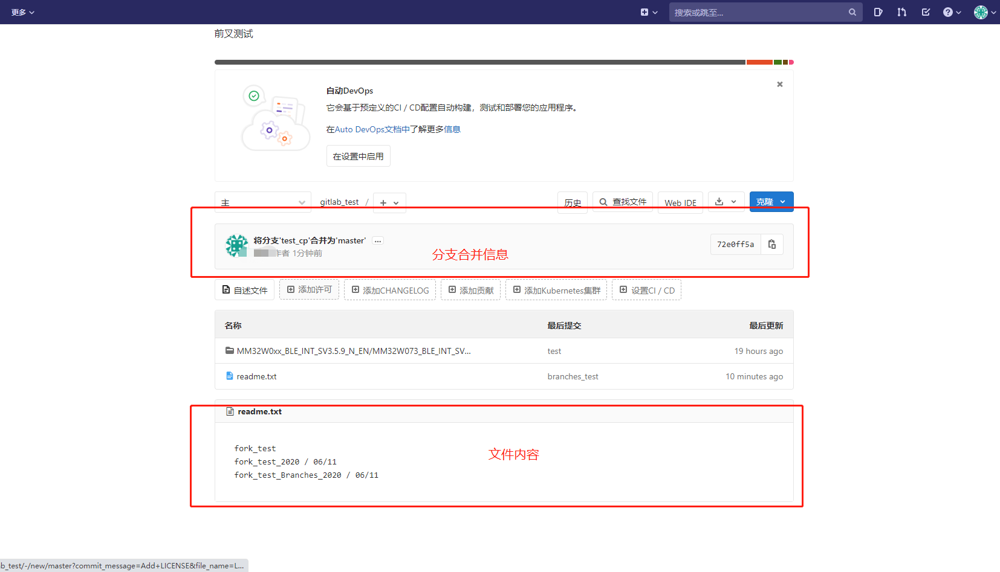 更多
搜索或跳至...
前叉测试
自动DevOps
它会基于预定义的CI / CD配置自动构建，测试和部署您的应用程序。
在Auto DevOps文档中了解更多信息
在设置中启用
主
gitlab_test /
历史
查找文件
Web IDE
克隆
将分支'test_cp'合并为'master' ...
作者 1分钟前
分支合并信息
72e0ff5a
自述文件
添加许可
添加CHANGELOG
添加贡献
添加Kubernetes集群
设置CI / CD
名称 最后提交 最后更新
MM32W0xx_BLE_INT_SV3.5.9_N_EN/MM32W073_BLE_INT_SV... test 19 hours ago
readme.txt branches_test 10 minutes ago
readme.txt
fork_test
fork_test_2020 / 06/11
fork_test_Branches_2020 / 06/11
文件内容
b_test/-/new/master?commit_message=Add+LICENSE&file_name=L...